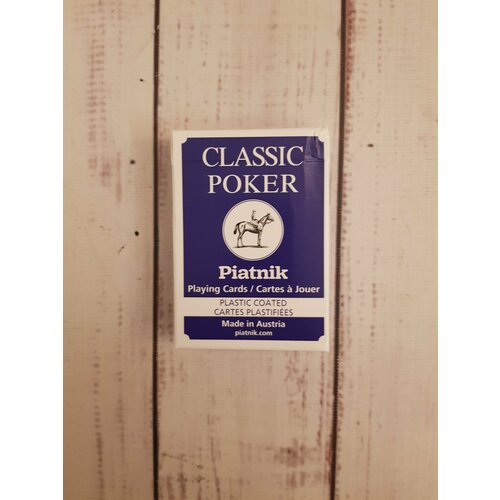 CLASSIC
POKER
Piatnik
Playing Cards / Cartes à Jouer
PLASTIC COATED
CARTES PLASTIFIÉES
Made in Austria
piatnik.com